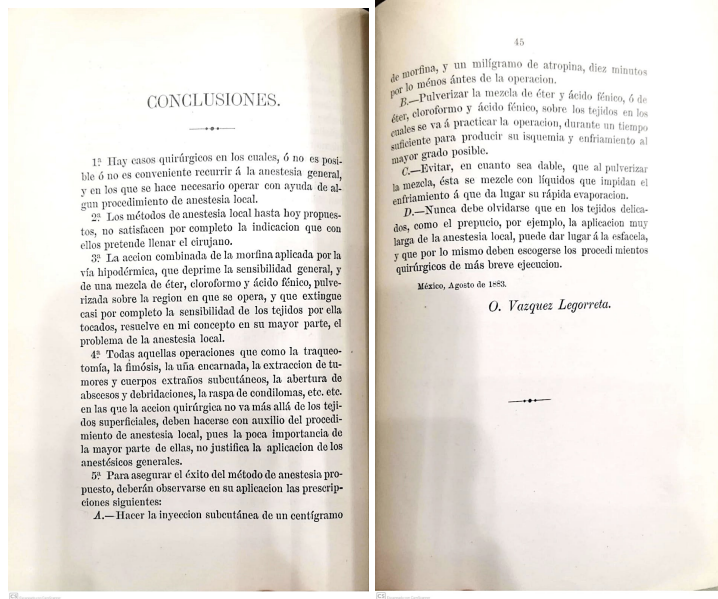 CONCLUSIONES.
1ª Hay casos quirúrgicos en los cuales, ó no es posi-
ble ó no es conveniente recurrir á la anestesia general,
y en los que se hace necesario operar con ayuda de al-
gun procedimiento de anestesia local.
2ª Los métodos de anestesia local hasta hoy propues-
tos, no satisfacen por completo la indicacion que con
ellos pretende llenar el cirujano.
3ª La accion combinada de la morfina aplicada por la
vía hipodérmica, que deprime la sensibilidad general, y
de una mezcla de éter, cloroformo y ácido fénico, pulve-
rizada sobre la region en que se opera, y que extingue
casi por completo la sensibilidad de los tejidos por ella
tocados, resuelve en mi concepto en su mayor parte, el
problema de la anestesia local.
4ª Todas aquellas operaciones que como la traqueo-
tomía, la fimósis, la uña encarnada, la extraccion de tu-
mores y cuerpos extraños subcutáneos, la abertura de
abscesos y debridaciones, la raspa de condilomas, etc. etc.
en las que la accion quirúrgica no va más allá de los teji-
dos superficiales, deben hacerse con auxilio del procedi-
miento de anestesia local, pues la poca importancia de
la mayor parte de ellas, no justifica la aplicacion de los
anestésicos generales.
5ª Para asegurar el éxito del método de anestesia pro-
puesto, deberán observarse en su aplicacion las prescrip-
ciones siguientes:
A.—Hacer la inyeccion subcutánea de un centígramo
45
de morfina, y un milígramo de atropina, diez minutos
por lo ménos ántes de la operacion.
B.—Pulverizar la mezcla de éter y ácido fénico, ó de
éter, cloroformo y ácido fénico, sobre los tejidos en los
cuales se va á practicar la operacion, durante un tiempo
suficiente para producir su isquemia y enfriamiento al
mayor grado posible.
C.—Evitar, en cuanto sea dable, que al pulverizar
la mezcla, ésta se mezcle con líquidos que impidan el
enfriamiento á que da lugar su rápida evaporacion.
D.—Nunca debe olvidarse que en los tejidos delica-
dos, como el prepucio, por ejemplo, la aplicacion muy
larga de la anestesia local, puede dar lugar á la esfacela,
y que por lo mismo deben escogerse los procedi mientos
quirúrgicos de más breve ejecucion.
México, Agosto de 1883.
O. Vazquez Legorreta.
CS
CS